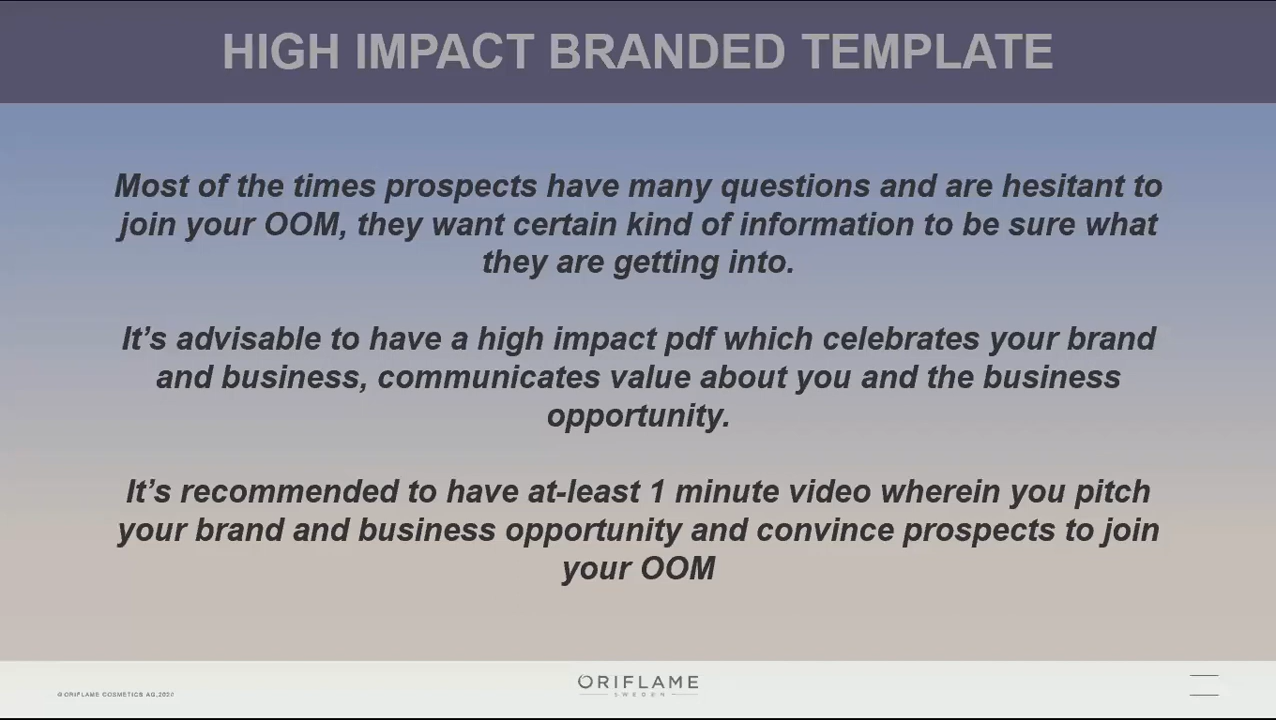 HIGH IMPACT BRANDED TEMPLATE
Most of the times prospects have many questions and are hesitant to
join your OOM, they want certain kind of information to be sure what
they are getting into.
It's advisable to have a high impact pdf which celebrates your brand
and business, communicates value about you and the business
opportunity.
It's recommended to have at-least 1 minute video wherein you pitch
your brand and business opportunity and convince prospects to join
your OOM
© ORIFLAME COSMETICS AG,
ORIFLAME
SWEDEN